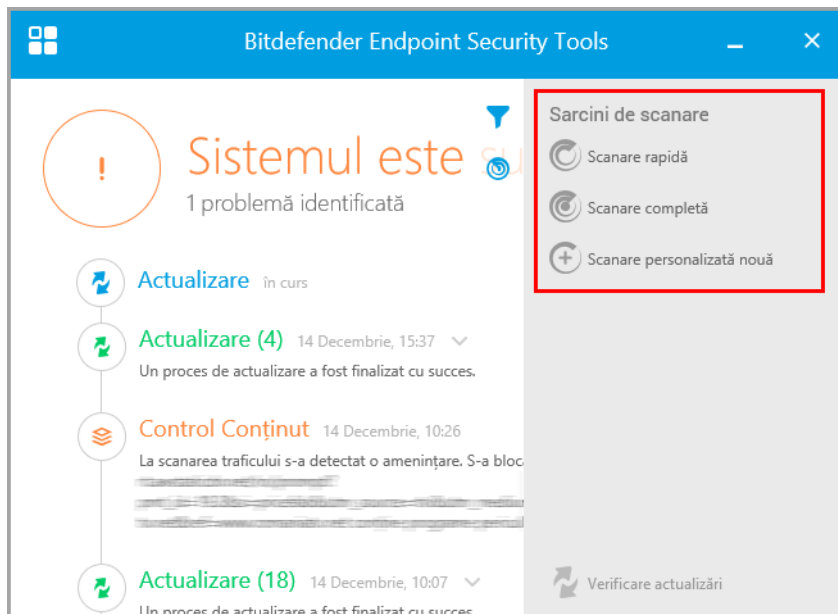 Bitdefender Endpoint Security Tools
Sistemul este
1 problemă identificată
Actualizare în curs
Actualizare (4) 14 Decembrie, 15:37
Un proces de actualizare a fost finalizat cu succes.
Control Conținut 14 Decembrie, 10:26
La scanarea traficului s-a detectat o amenințare. S-a bloc
Actualizare (18) 14 Decembrie, 10:07
Un proces de actualizare a fost finalizat cu succes
Sarcini de scanare
Scanare rapidă
Scanare completă
Scanare personalizată nouă
Verificare actualizări